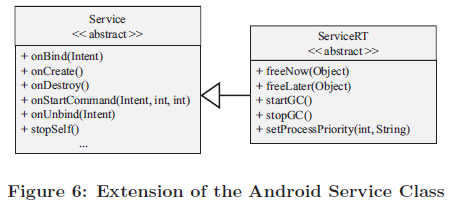 Service
<< abstract >>
+ onBind(Intent)
+ onCreate()
+ onDestroy()
+ onStartCommand(Intent, int, int)
+ onUnbind(Intent)
+ stopSelf()
...
ServiceRT
<< abstract >>
+ freeNow(Object)
+ freeLater(Object)
+ startGC()
+ stopGC()
+ setProcessPriority(int, String)
Figure 6: Extension of the Android Service Class